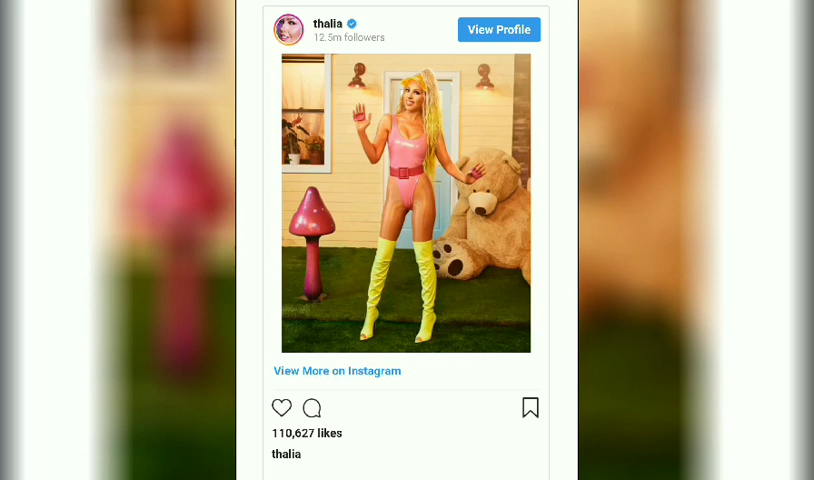 thalia
12.5m followers
View Profile
View More on Instagram
110,627 likes
thalia